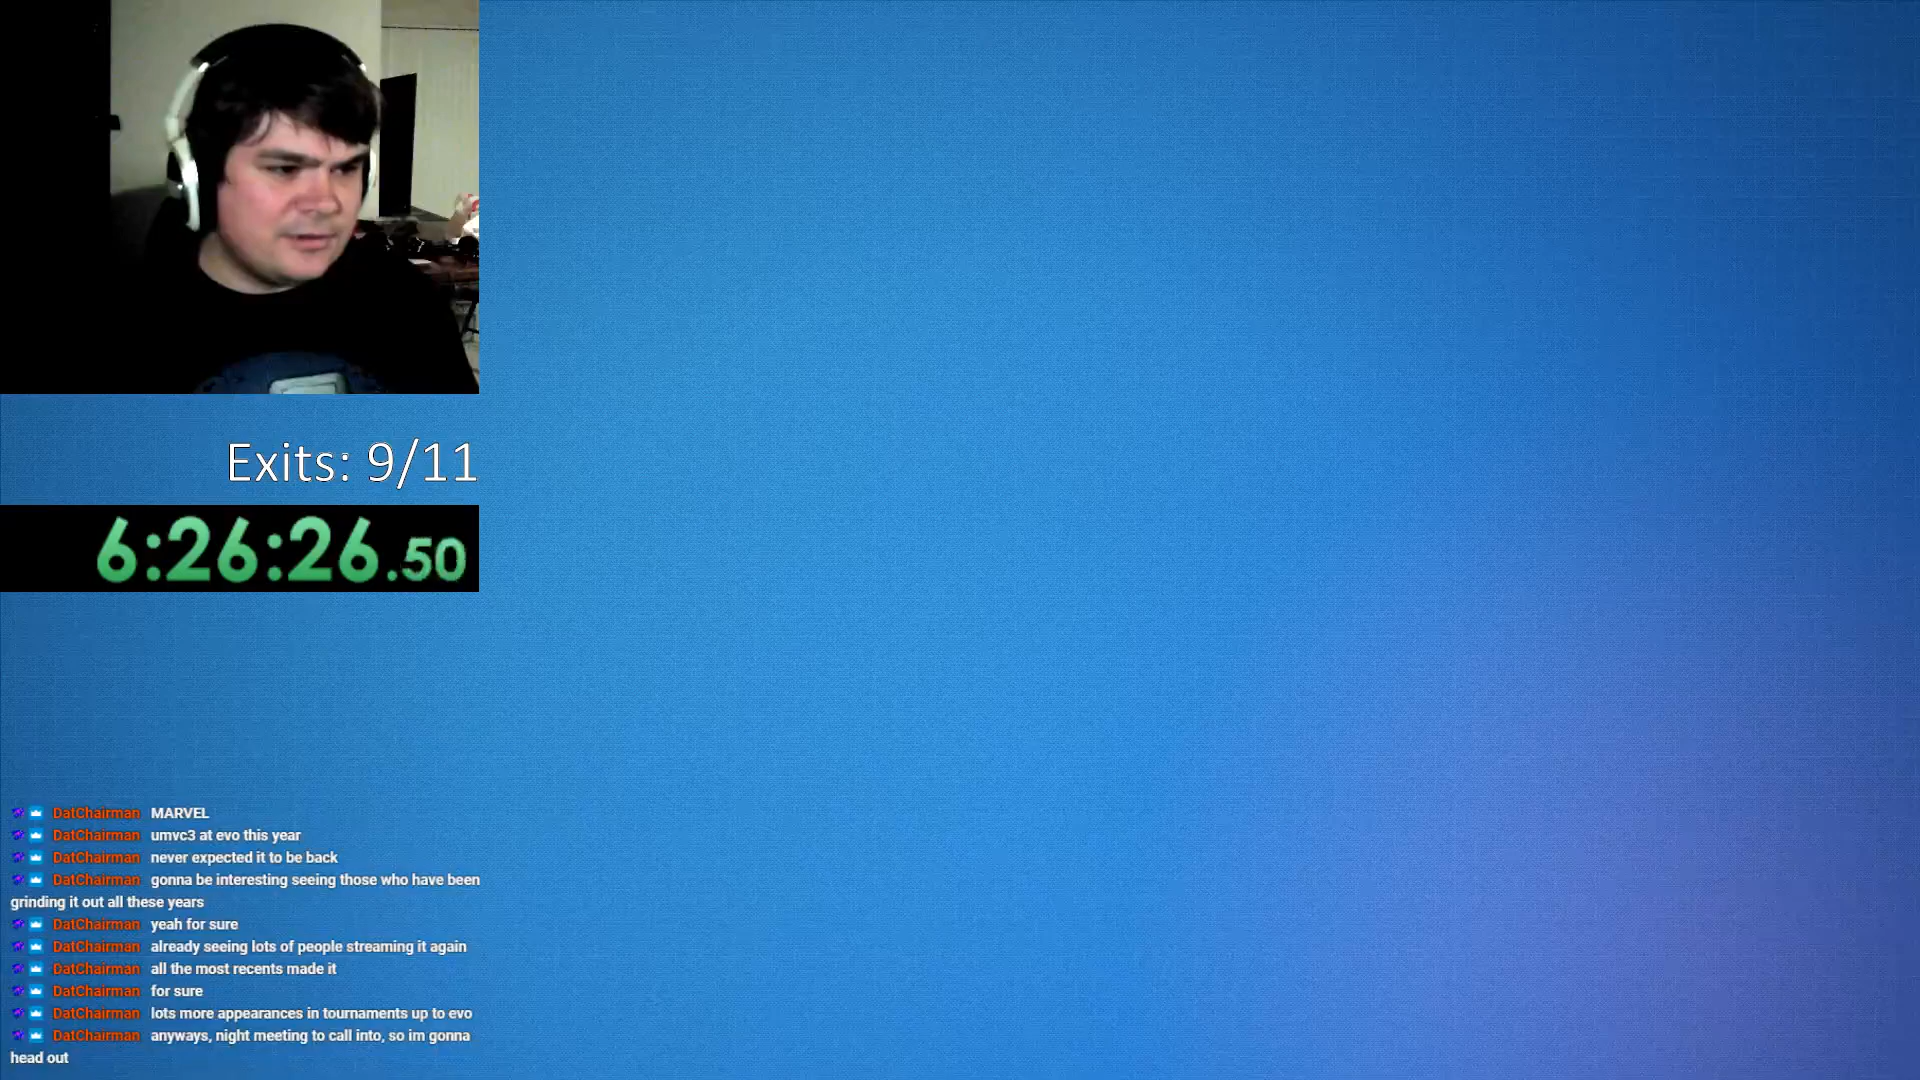 Exits: 9/11
6:26:26.50
DatChairman MARVEL
DatChairman umvc3 at evo this year
DatChairman never expected it to be back
DatChairman gonna be interesting seeing those who have been
grinding it out all these years
DatChairman yeah for sure
DatChairman already seeing lots of people streaming it again
DatChairman all the most recents made it
DatChairman for sure
DatChairman lots more appearances in tournaments up to evo
DatChairman anyways, night meeting to call into, so im gonna
head out